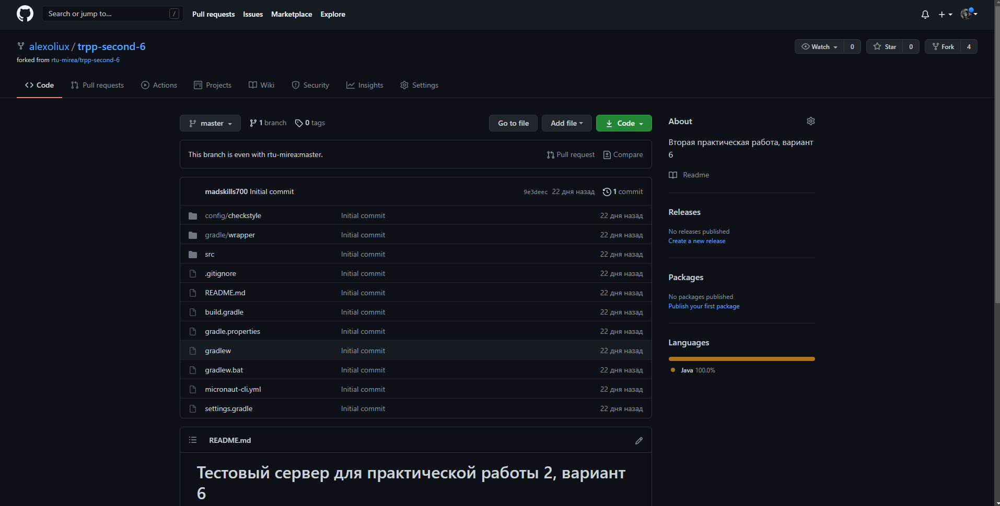 Search or jump to... /
Pull requests Issues Marketplace Explore
alexoliux / trpp-second-6
forked from rtu-mirea/trpp-second-6
Watch 0 Star 0 Fork 4
Code Pull requests Actions Projects Wiki Security Insights Settings
master 1 branch 0 tags Go to file Add file Code
This branch is even with rtu-mirea:master. Pull request Compare
madskills700 Initial commit 9e3deec 22 дня назад 1 commit
config/checkstyle Initial commit 22 дня назад
gradle/wrapper Initial commit 22 дня назад
src Initial commit 22 дня назад
.gitignore Initial commit 22 дня назад
README.md Initial commit 22 дня назад
build.gradle Initial commit 22 дня назад
gradle.properties Initial commit 22 дня назад
gradlew Initial commit 22 дня назад
gradlew.bat Initial commit 22 дня назад
micronaut-cli.yml Initial commit 22 дня назад
settings.gradle Initial commit 22 дня назад
README.md
Тестовый сервер для практической работы 2, вариант
6
About
Вторая практическая работа, вариант
6
Readme
Releases
No releases published
Create a new release
Packages
No packages published
Publish your first package
Languages
Java 100.0%